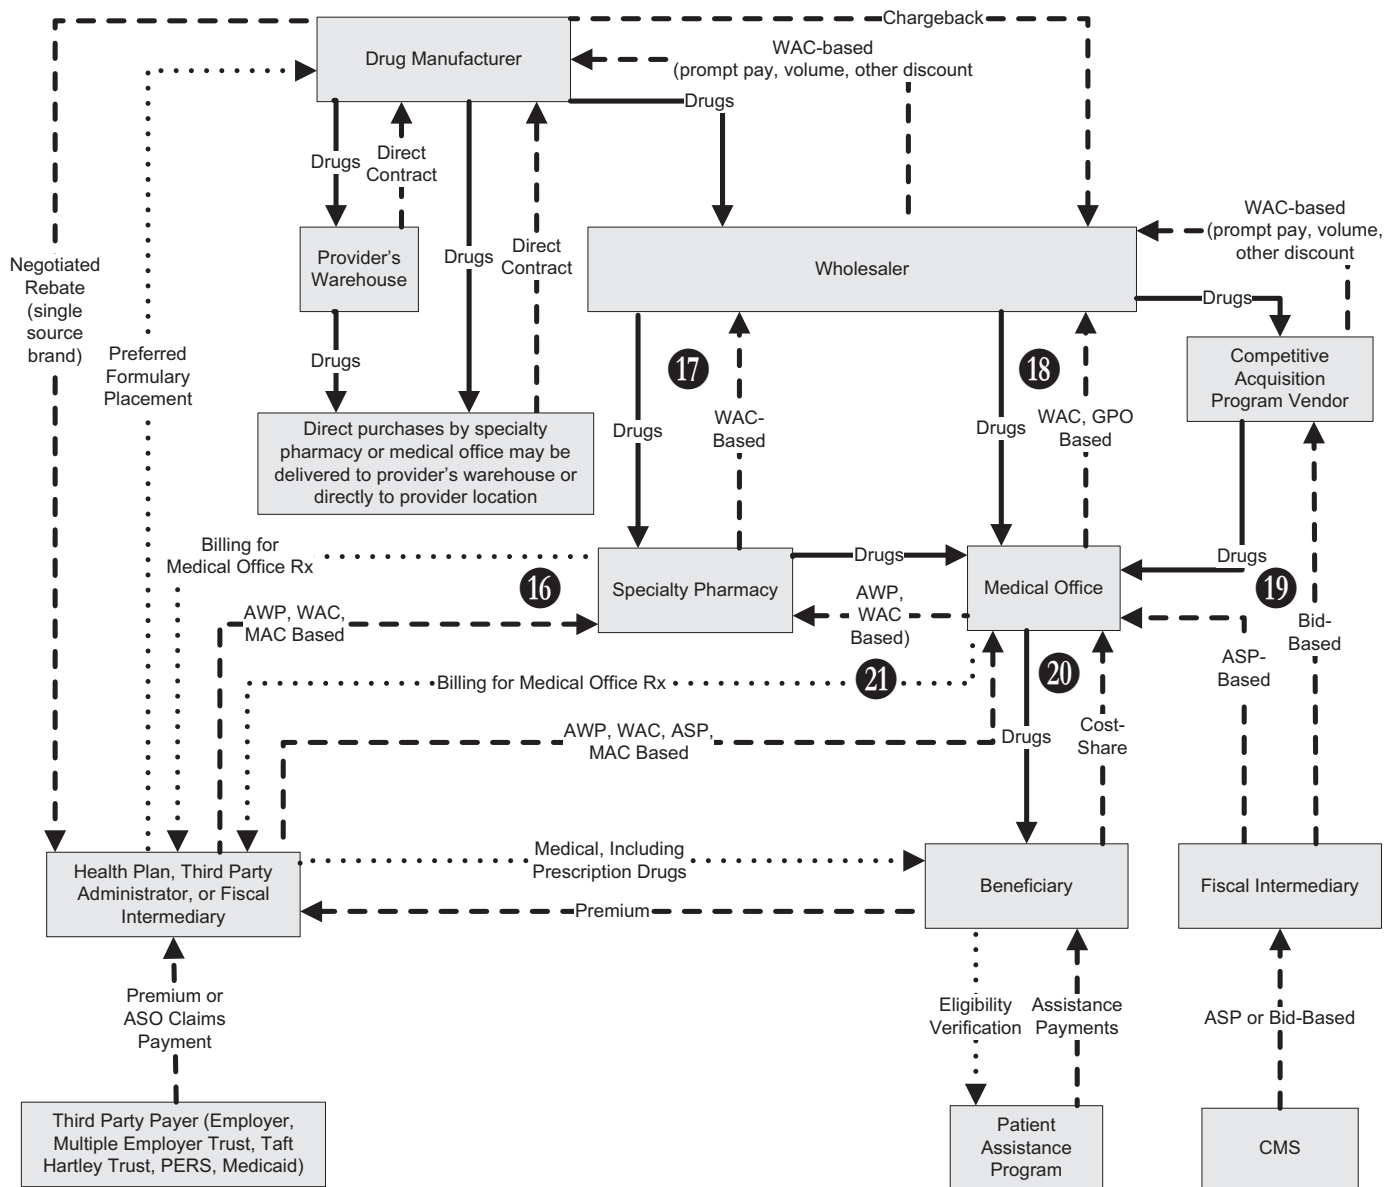 Chargeback
Drug Manufacturer
WAC-based
(prompt pay, volume, other discount
Drugs
Drugs
Direct
Contract
Drugs
Direct
Contract
Provider's
Warehouse
Wholesaler
WAC-based
(prompt pay, volume,
other discount
Drugs
Negotiated
Rebate
(single
source
brand)
Preferred
Formulary
Placement
Drugs
17
18
Competitive
Acquisition
Program Vendor
Direct purchases by specialty
pharmacy or medical office may be
delivered to provider's warehouse or
directly to provider location
Drugs
WAC-
Based
Drugs
WAC, GPO
Based
Billing for
Medical Office Rx
16
Specialty Pharmacy
Drugs
Medical Office
Drugs
19
AWP, WAC,
MAC Based
AWP,
WAC
Based)
Bid-
Based
ASP-
Based
Billing for Medical Office Rx
21
20
AWP, WAC, ASP,
MAC Based
Drugs
Cost-
Share
Health Plan, Third Party
Administrator, or Fiscal
Intermediary
Medical, Including
Prescription Drugs
Beneficiary
Fiscal Intermediary
Premium
Premium or
ASO Claims
Payment
Eligibility
Verification
Assistance
Payments
ASP or Bid-Based
Third Party Payer (Employer,
Multiple Employer Trust, Taft
Hartley Trust, PERS, Medicaid)
Patient
Assistance
Program
CMS